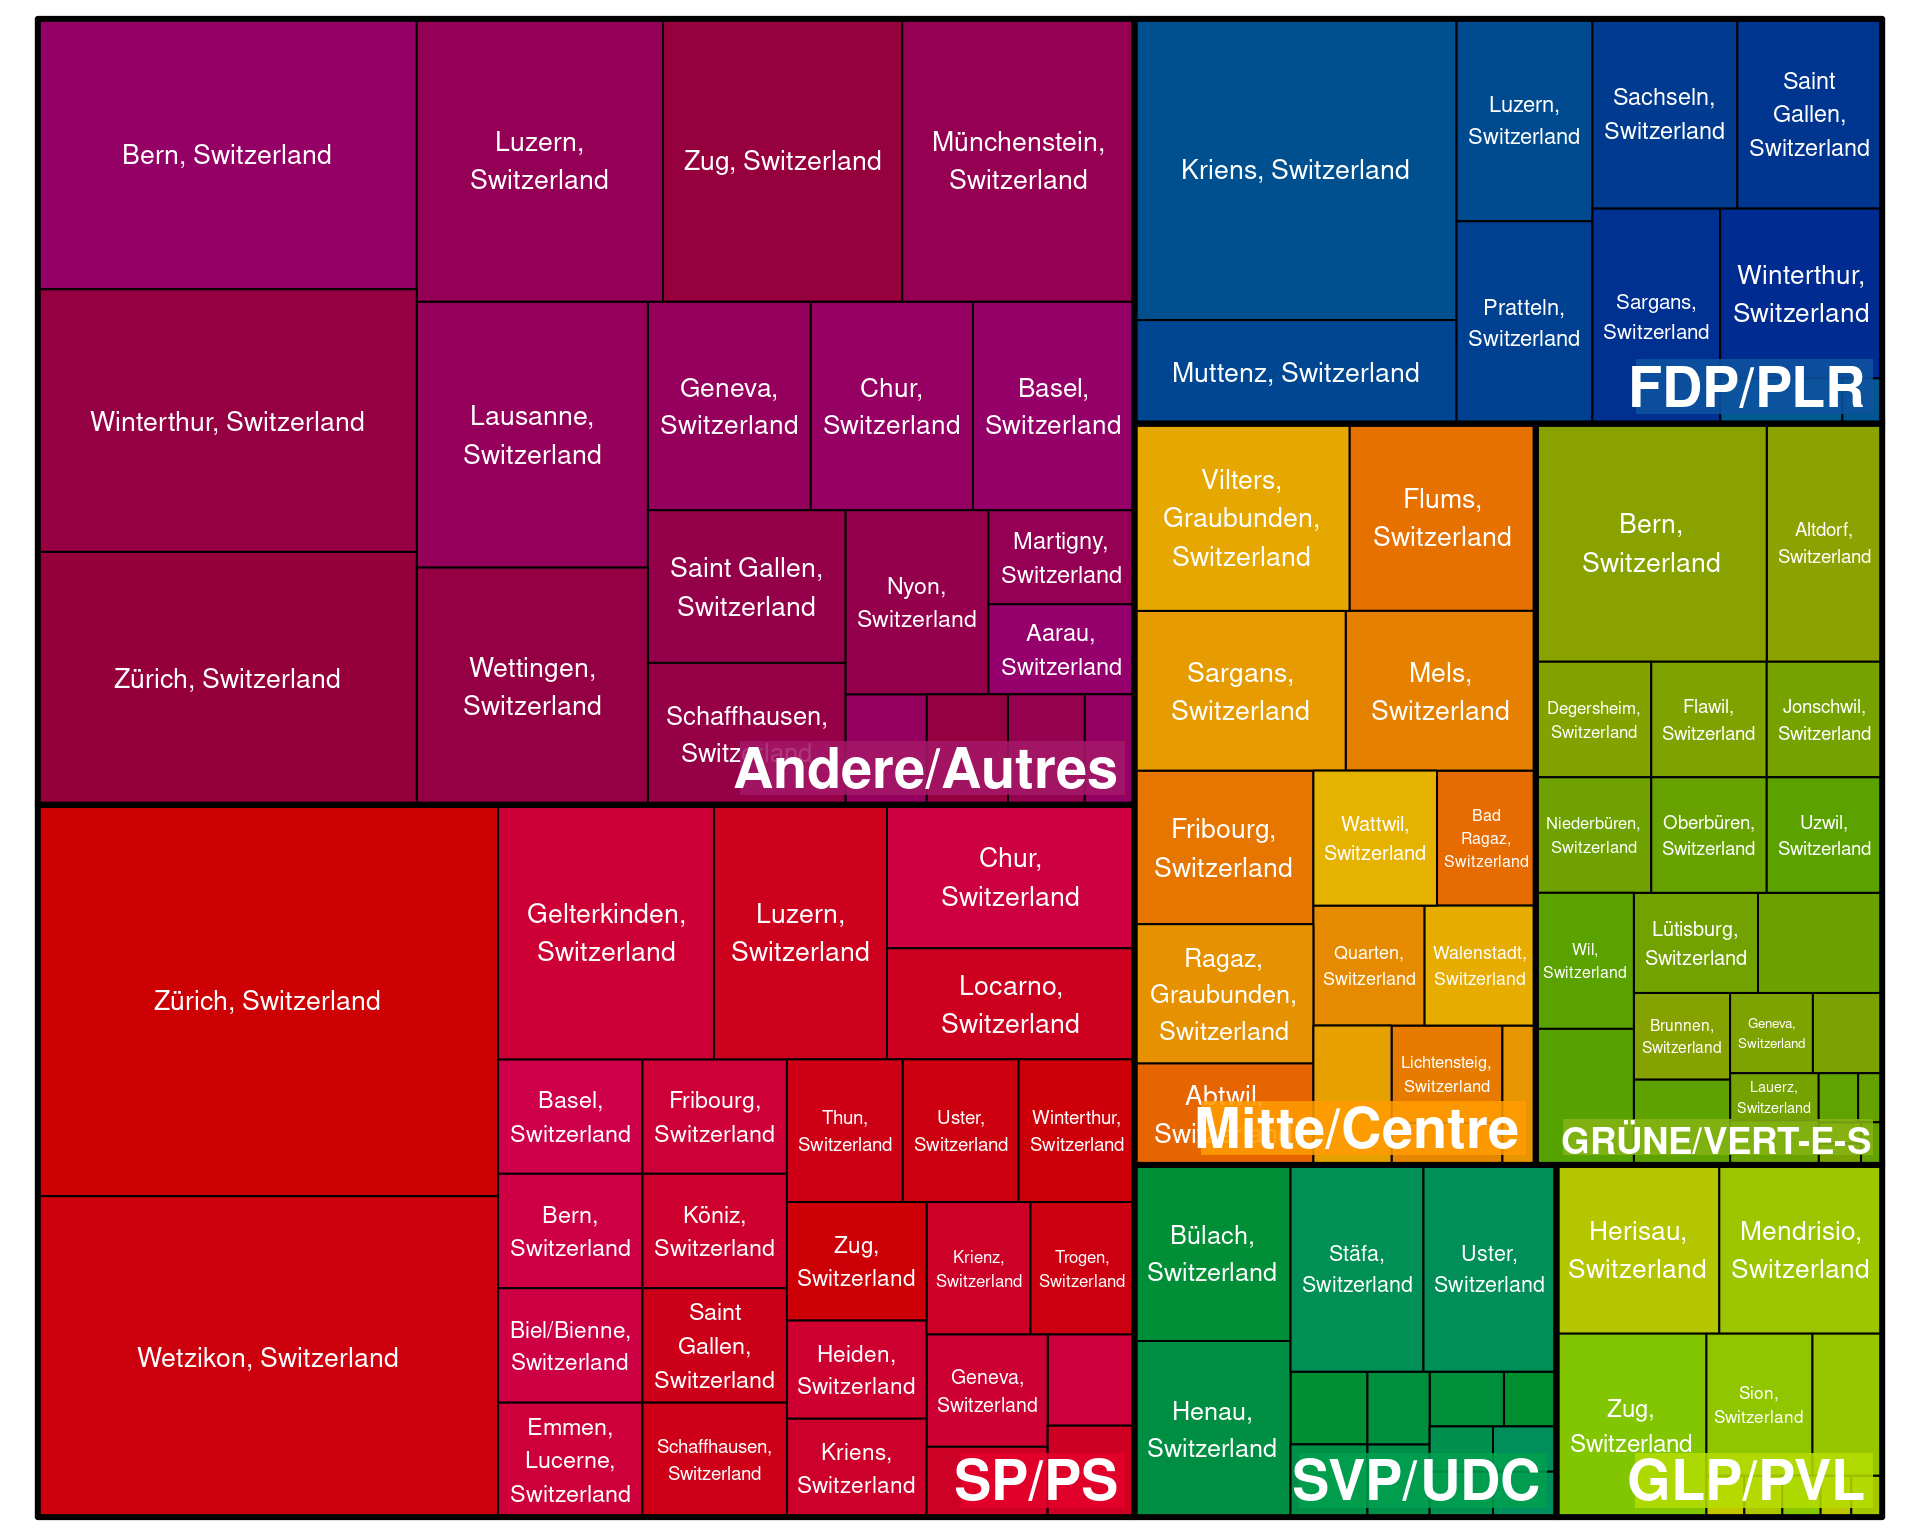 Bern, Switzerland
Winterthur, Switzerland
Zürich, Switzerland
Luzern,
Switzerland
Zug, Switzerland
Münchenstein,
Switzerland
Lausanne,
Switzerland
Wettingen,
Switzerland
Geneva,
Switzerland
Chur,
Switzerland
Basel,
Switzerland
Saint Gallen,
Switzerland
Schaffhausen,
Switzerland
Nyon,
Switzerland
Martigny,
Switzerland
Aarau,
Switzerland
Andere/Autres
Zürich, Switzerland
Wetzikon, Switzerland
Gelterkinden,
Switzerland
Luzern,
Switzerland
Chur,
Switzerland
Locarno,
Switzerland
Basel,
Switzerland
Fribourg,
Switzerland
Bern,
Switzerland
Köniz,
Switzerland
Biel/Bienne,
Switzerland
Saint
Gallen,
Switzerland
Emmen,
Lucerne,
Switzerland
Schaffhausen,
Switzerland
Thun,
Switzerland
Uster,
Switzerland
Winterthur,
Switzerland
Zug,
Switzerland
Krienz,
Switzerland
Trogen,
Switzerland
Heiden,
Switzerland
Kriens,
Switzerland
Geneva,
Switzerland
SP/PS
Kriens, Switzerland
Muttenz, Switzerland
Luzern,
Switzerland
Pratteln,
Switzerland
Sachseln,
Switzerland
Saint
Gallen,
Switzerland
Sargans,
Switzerland
Winterthur,
Switzerland
FDP/PLR
Vilters,
Graubunden,
Switzerland
Flums,
Switzerland
Sargans,
Switzerland
Mels,
Switzerland
Fribourg,
Switzerland
Ragaz,
Graubunden,
Switzerland
Abtwil,
Wattwil,
Switzerland
Bad
Ragaz,
Switzerland
Quarten,
Switzerland
Walenstadt,
Switzerland
Lichtensteig,
Switzerland
Mitte/Centre
Bern,
Switzerland
Altdorf,
Switzerland
Degersheim,
Switzerland
Flawil,
Switzerland
Jonschwil,
Switzerland
Niederbüren,
Switzerland
Oberbüren,
Switzerland
Uzwil,
Switzerland
Wil,
Switzerland
Lütisburg,
Switzerland
Brunnen,
Switzerland
Geneva,
Switzerland
Lauerz,
Switzerland
GRÜNE/VERT-E-S
Bülach,
Switzerland
Henau,
Switzerland
Stäfa,
Switzerland
Uster,
Switzerland
SVP/UDC
Herisau,
Switzerland
Mendrisio,
Switzerland
Zug,
Switzerland
Sion,
Switzerland
GLP/PVL